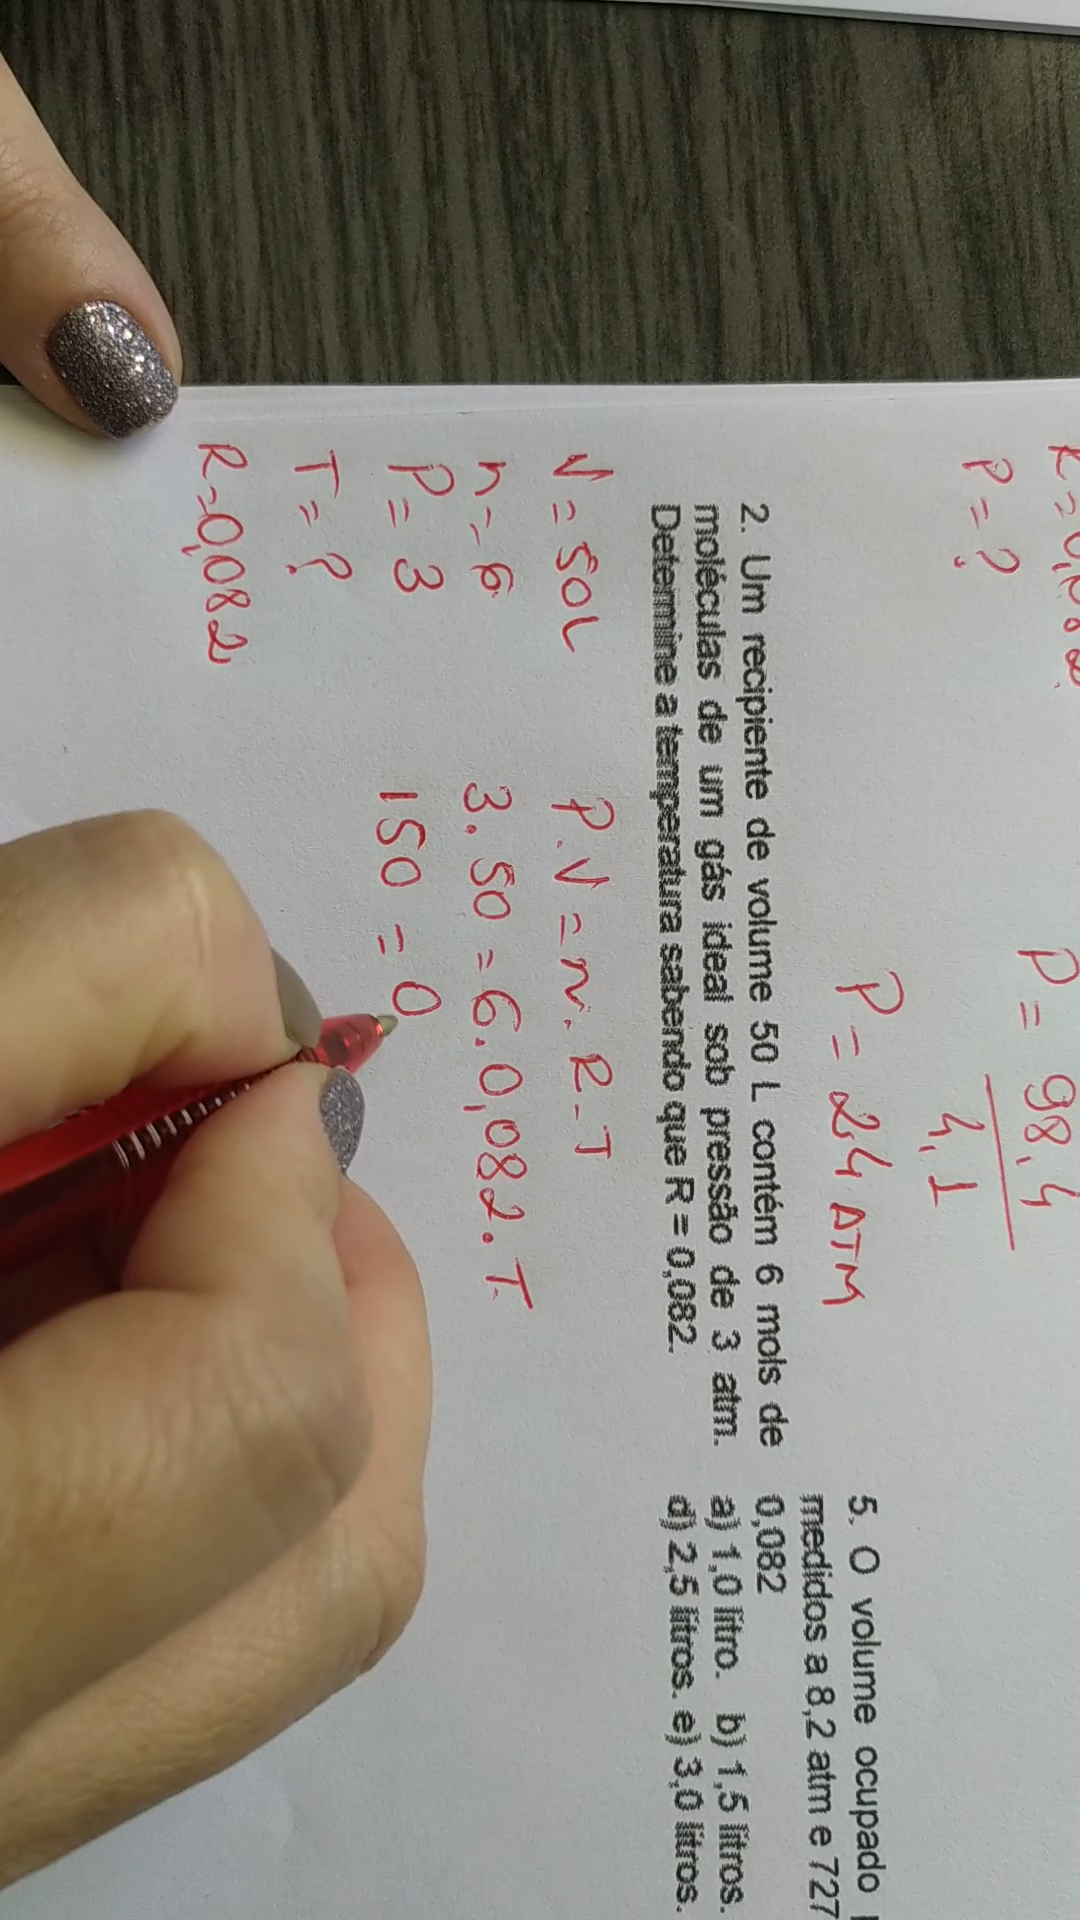 R=0,082
P=?
P = 98,4
4,1
P = 24 ATM
2. Um recipiente de volume 50 L contém 6 mols de
moléculas de um gás ideal sob pressão de 3 atm.
Determine a temperatura sabendo que R = 0,082.
V = 50L
n = 6
P = 3
T = ?
R=0,082
P.V = n.R.T
3.50 = 6.0,082.T
150 = 0
5. O volume ocupado
medidos a 8,2 atm e 727
0,082
a) 1,0 litro. b) 1,5 litros.
d) 2,5 litros. e) 3,0 litros.